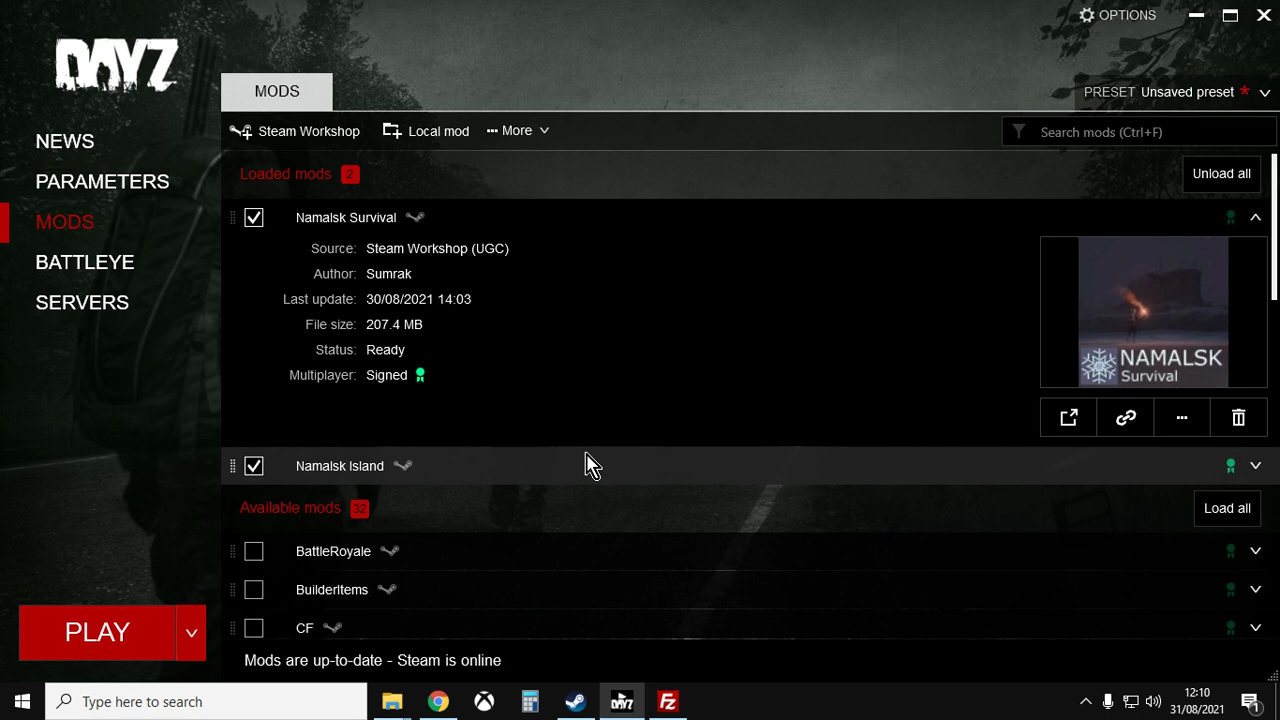 OPTIONS
DAYZ
MODS
PRESET Unsaved preset *
NEWS
PARAMETERS
MODS
BATTLEYE
SERVERS
Steam Workshop
Local mod
More
Search mods (Ctrl+F)
Loaded mods 2
Unload all
Namalsk Survival
Source: Steam Workshop (UGC)
Author: Sumrak
Last update: 30/08/2021 14:03
File size: 207.4 MB
Status: Ready
Multiplayer: Signed
NAMALSK
Survival
Namalsk Island
Available mods 32
Load all
BattleRoyale
BuilderItems
CF
PLAY
Mods are up-to-date - Steam is online
Type here to search
DAYZ
FZ
12:10
31/08/2021
1